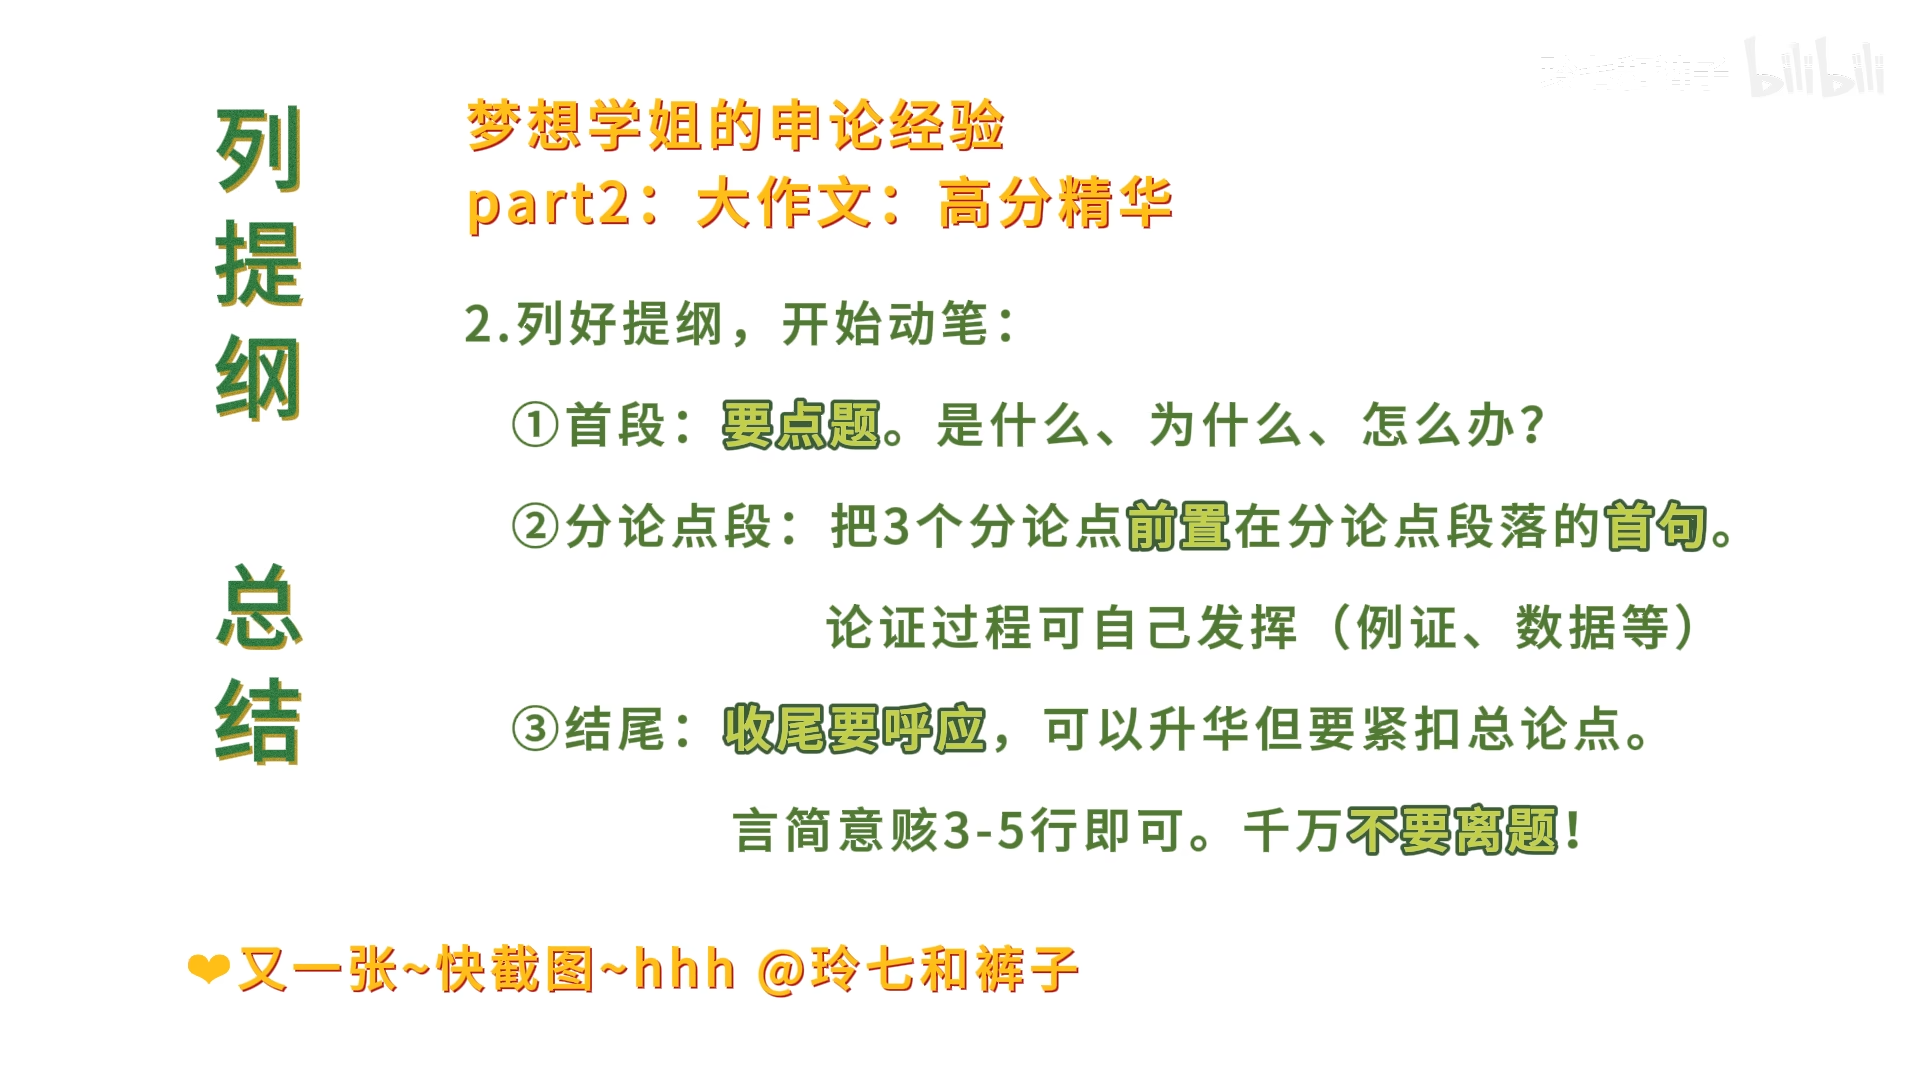 列提纲 总结
梦想学姐的申论经验
part2：大作文：高分精华
2.列好提纲，开始动笔：
①首段：要点题。是什么、为什么、怎么办？
②分论点段：把3个分论点前置在分论点段落的首句。
论证过程可自己发挥（例证、数据等）
③结尾：收尾要呼应，可以升华但要紧扣总论点。
言简意赅3-5行即可。千万不要离题！
❤又一张~快截图~hhh @玲七和裤子
玲七和裤子 bilibili